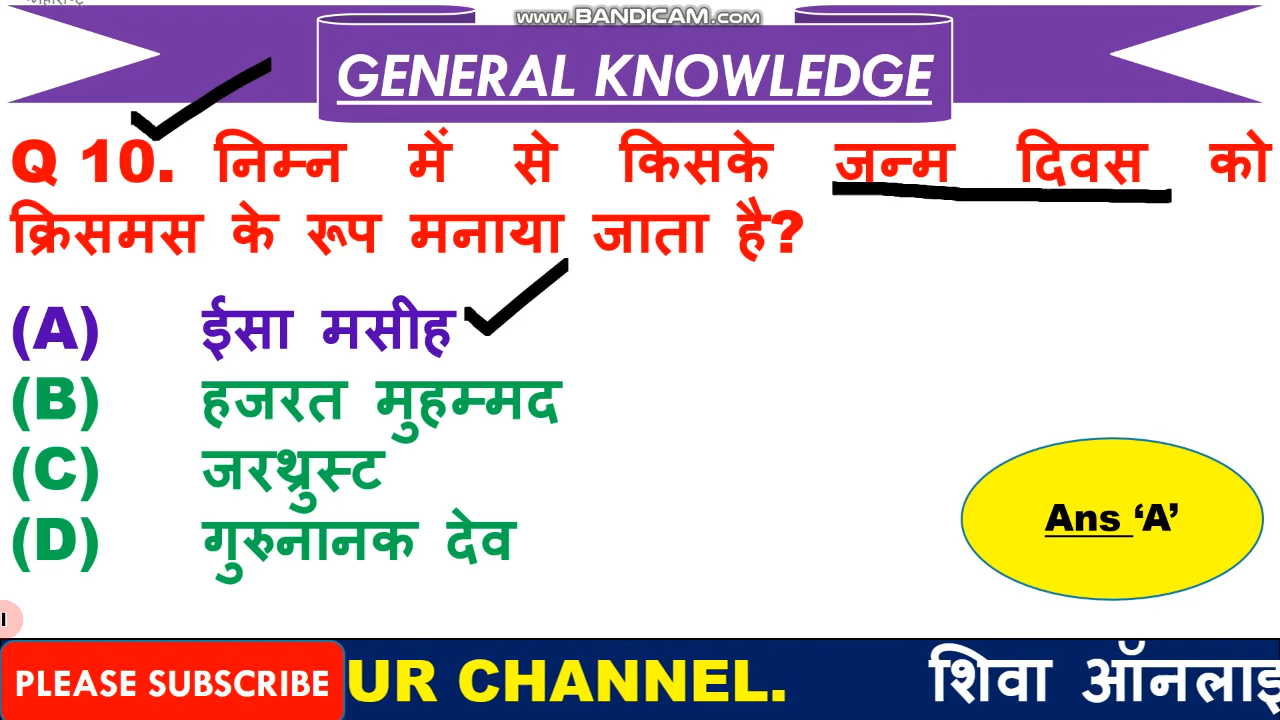 www.BANDICAM.com
GENERAL KNOWLEDGE
Q 10. निम्न में से किसके जन्म दिवस को
क्रिसमस के रूप मनाया जाता है?
(A) ईसा मसीह
(B) हजरत मुहम्मद
(C) जरथ्रुस्ट
(D) गुरुनानक देव
Ans ‘A’
PLEASE SUBSCRIBE UR CHANNEL. शिवा ऑनलाइ